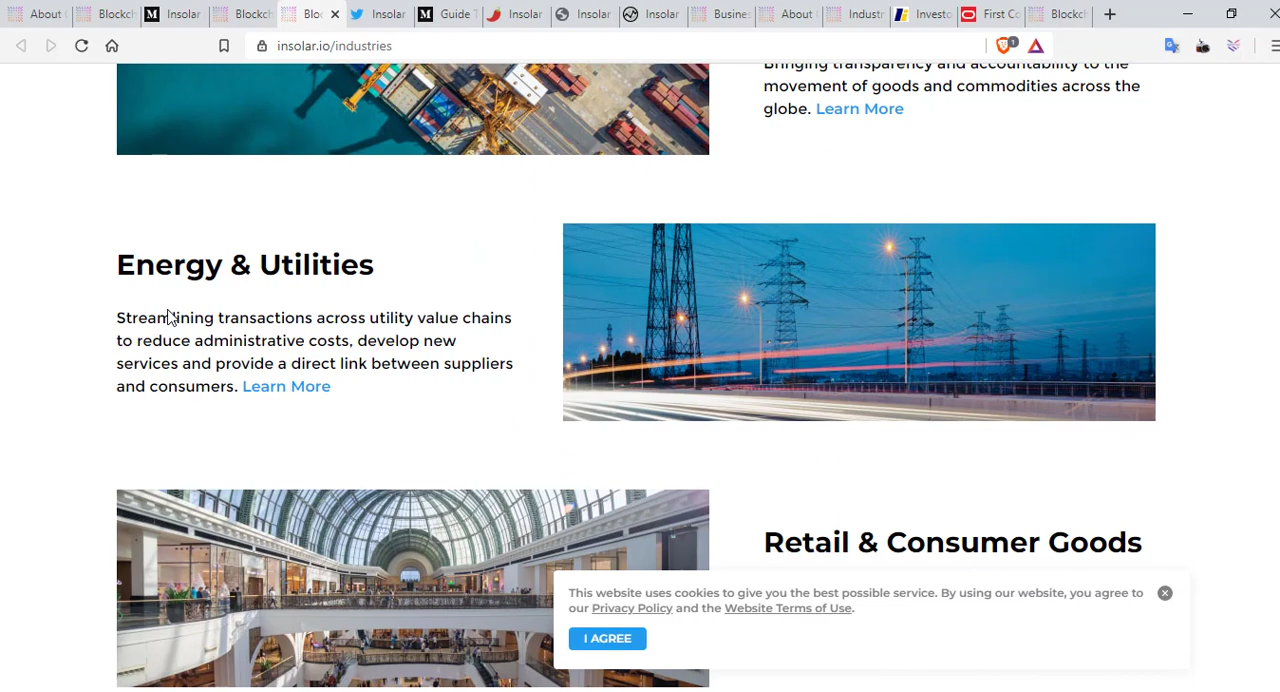 About
Blockch
Insolar
Blockch
Bloc
Insolar
Guide T
Insolar
Insolar
Insolar
Busines
About
Industr
Investo
First Co
Blockc
insolar.io/industries
1
Bringing transparency and accountability to the
movement of goods and commodities across the
globe. Learn More
Energy & Utilities
Streamlining transactions across utility value chains
to reduce administrative costs, develop new
services and provide a direct link between suppliers
and consumers. Learn More
Retail & Consumer Goods
This website uses cookies to give you the best possible service. By using our website, you agree to
our Privacy Policy and the Website Terms of Use.
I AGREE